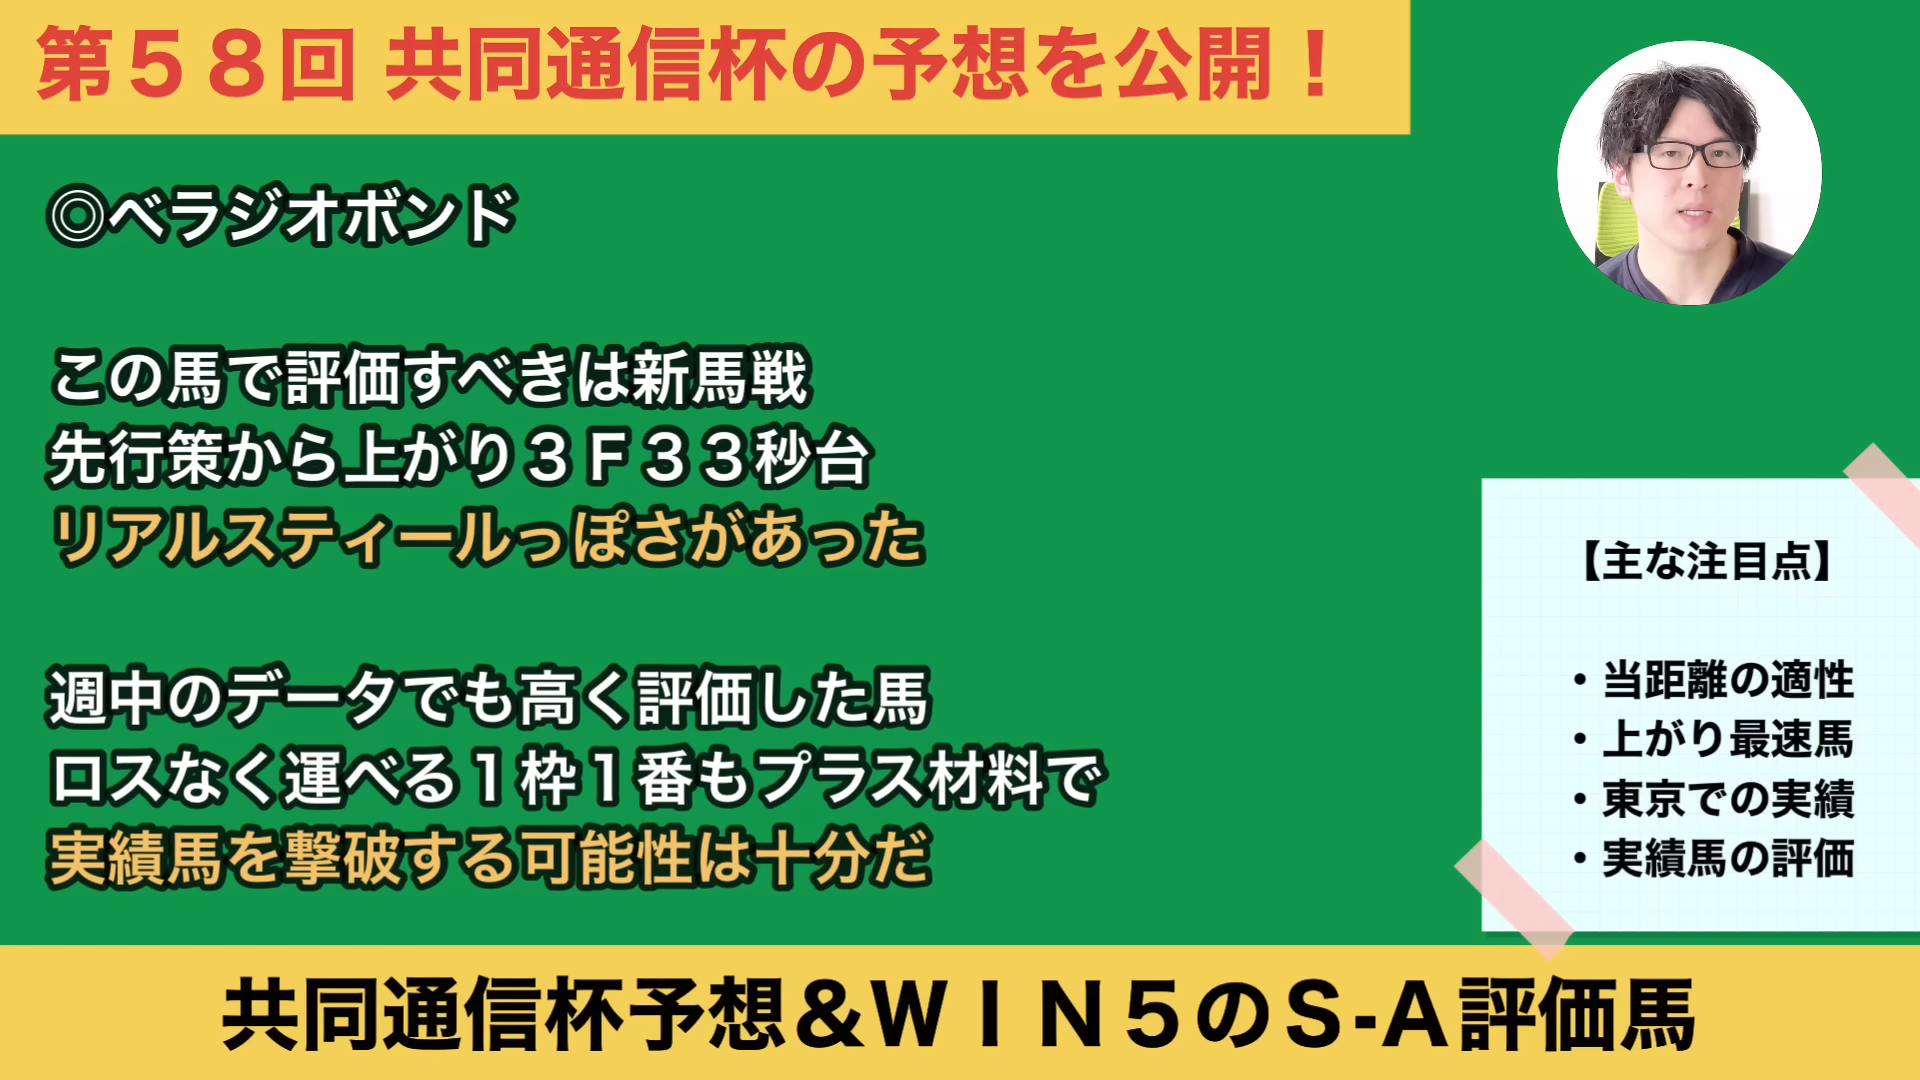 第５８回 共同通信杯の予想を公開！
◎ベラジオボンド
この馬で評価すべきは新馬戦
先行策から上がり３Ｆ３３秒台
リアルスティールっぽさがあった
週中のデータでも高く評価した馬
ロスなく運べる１枠１番もプラス材料で
実績馬を撃破する可能性は十分だ
【主な注目点】
・当距離の適性
・上がり最速馬
・東京での実績
・実績馬の評価
共同通信杯予想＆ＷＩＮ５のＳ-Ａ評価馬